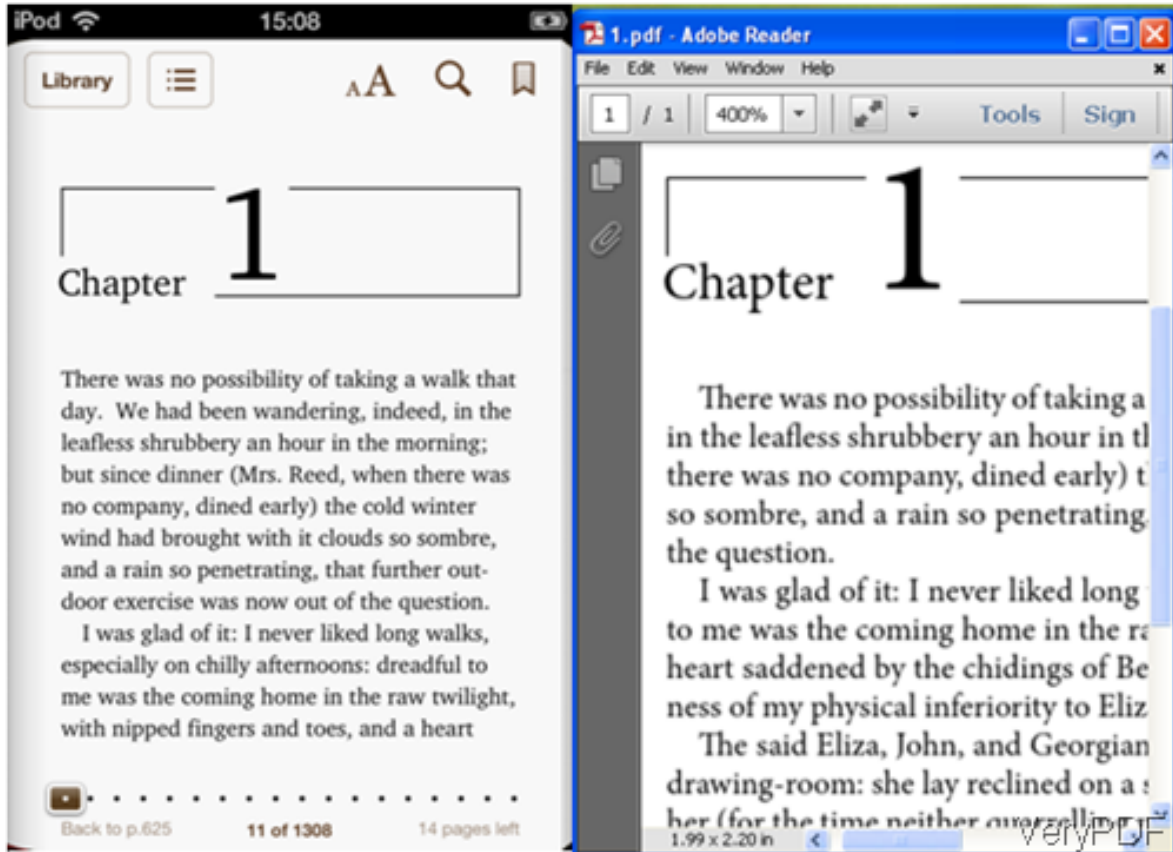 iPod 15:08
Library AA
1
Chapter
There was no possibility of taking a walk that
day. We had been wandering, indeed, in the
leafless shrubbery an hour in the morning;
but since dinner (Mrs. Reed, when there was
no company, dined early) the cold winter
wind had brought with it clouds so sombre,
and a rain so penetrating, that further out-
door exercise was now out of the question.
I was glad of it: I never liked long walks,
especially on chilly afternoons: dreadful to
me was the coming home in the raw twilight,
with nipped fingers and toes, and a heart
Back to p.625 11 of 1308 14 pages left
1.pdf - Adobe Reader
File Edit View Window Help
1 / 1 400% Tools Sign
1
Chapter
There was no possibility of taking a
in the leafless shrubbery an hour in
there was no company, dined early)
so sombre, and a rain so penetrating,
the question.
I was glad of it: I never liked long
to me was the coming home in the
heart saddened by the chidings of
ness of my physical inferiority to
The said Eliza, John, and
drawing-room: she lay reclined on a
her (for the time neither quarrelling
1.99 x 2.20 in
veryPDF